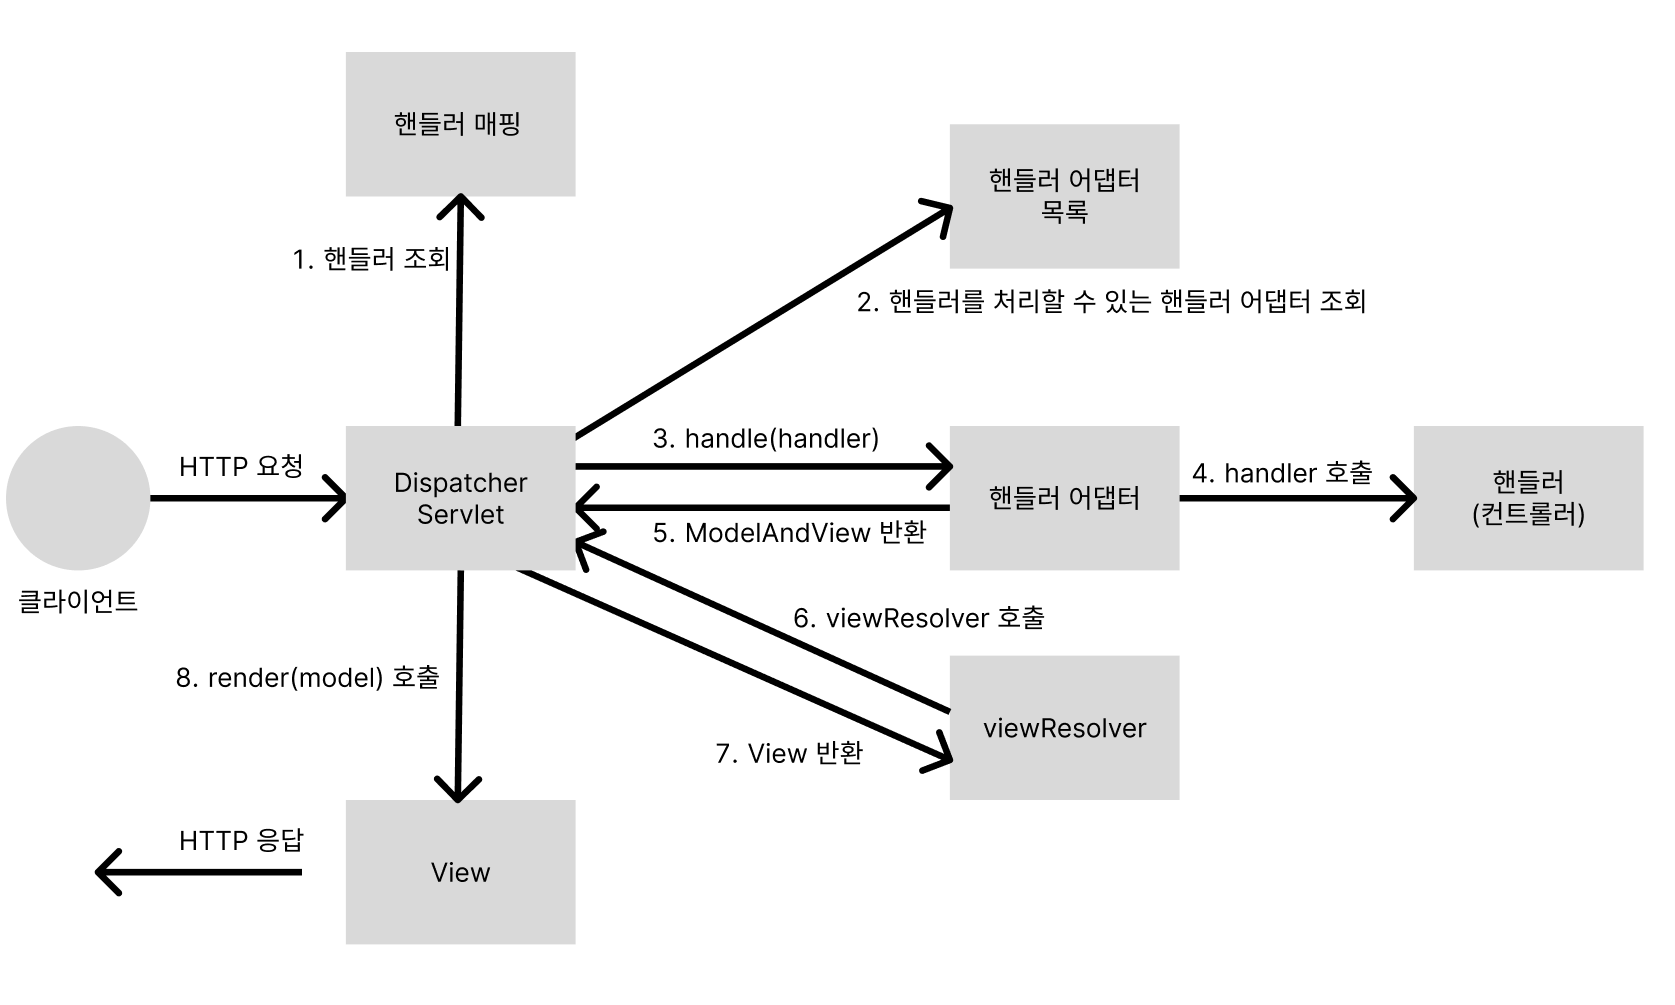 핸들러 매핑
핸들러 어댑터
목록
1. 핸들러 조회
2. 핸들러를 처리할 수 있는 핸들러 어댑터 조회
HTTP 요청
Dispatcher
Servlet
3. handle(handler)
핸들러 어댑터
4. handler 호출
핸들러
(컨트롤러)
5. ModelAndView 반환
클라이언트
6. viewResolver 호출
8. render(model) 호출
viewResolver
7. View 반환
HTTP 응답
View